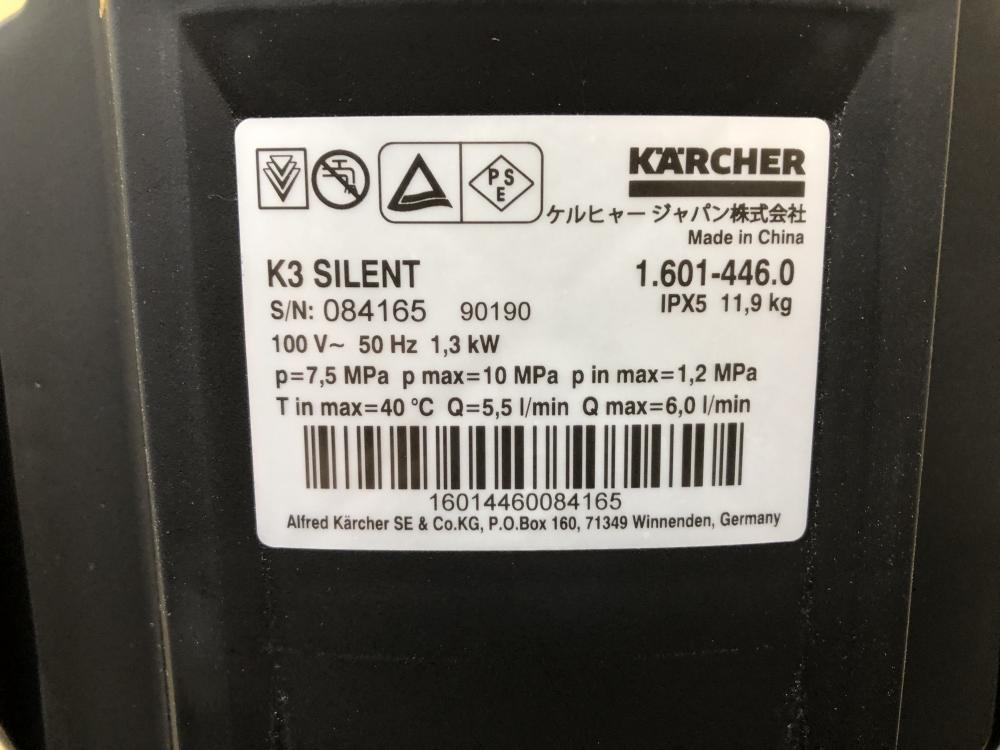 PSE
KÄRCHER
ケルヒャー ジャパン株式会社
Made in China
K3 SILENT 1.601-446.0
S/N: 084165 90190 IPX5 11,9 kg
100 V~ 50 Hz 1,3 kW
p=7,5 MPa p max=10 MPa p in max=1,2 MPa
T in max=40 °C Q=5,5 l/min Q max=6,0 l/min
16014460084165
Alfred Kärcher SE & Co.KG, P.O.Box 160, 71349 Winnenden, Germany